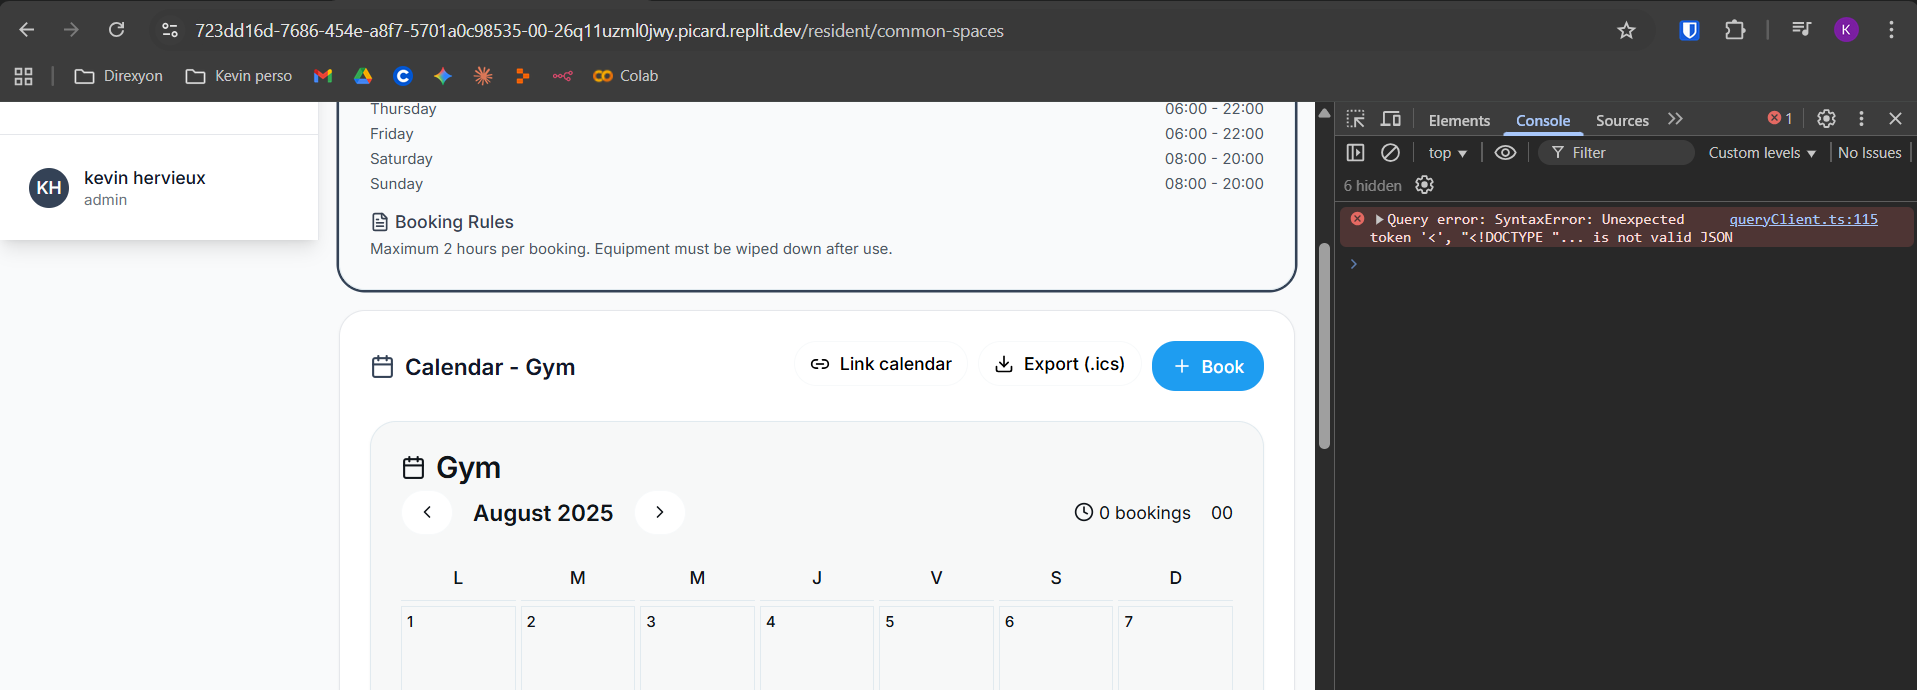 723dd16d-7686-454e-a8f7-5701a0c98535-00-26q11uzml0jwy.picard.replit.dev/resident/common-spaces
K
Direxyon
Kevin perso
Colab
KH
kevin hervieux
admin
Thursday 06:00 - 22:00
Friday 06:00 - 22:00
Saturday 08:00 - 20:00
Sunday 08:00 - 20:00
Booking Rules
Maximum 2 hours per booking. Equipment must be wiped down after use.
Calendar - Gym
Link calendar
Export (.ics)
+ Book
Gym
< August 2025 >
0 bookings 00
L M M J V S D
1 2 3 4 5 6 7
Elements Console Sources 1
top Filter Custom levels No Issues
6 hidden
Query error: SyntaxError: Unexpected queryClient.ts:115
token '<', "<!DOCTYPE "... is not valid JSON